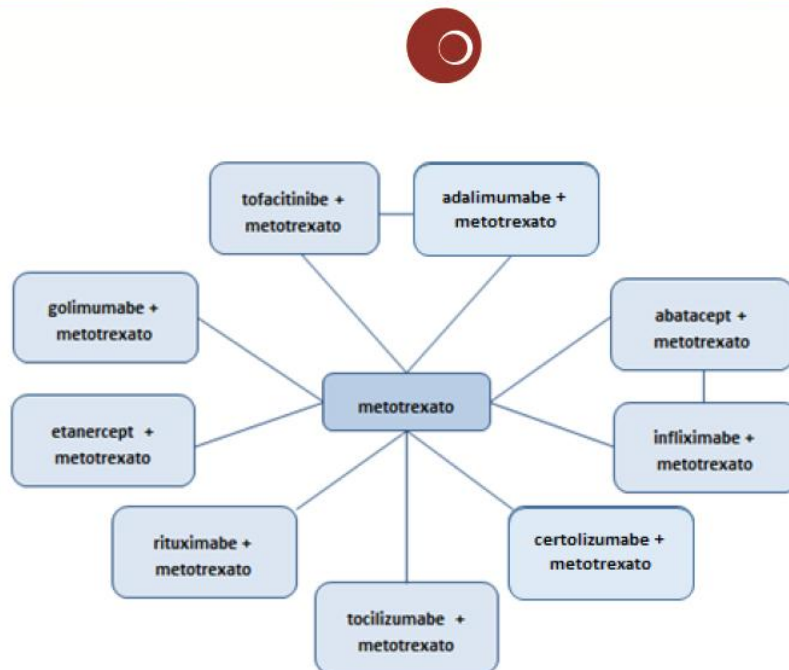 tofacitinibe +
metotrexato
adalimumabe +
metotrexato
golimumabe +
metotrexato
abatacept +
metotrexato
metotrexato
etanercept +
metotrexato
infliximabe +
metotrexato
rituximabe +
metotrexato
certolizumabe +
metotrexato
tocilizumabe +
metotrexato